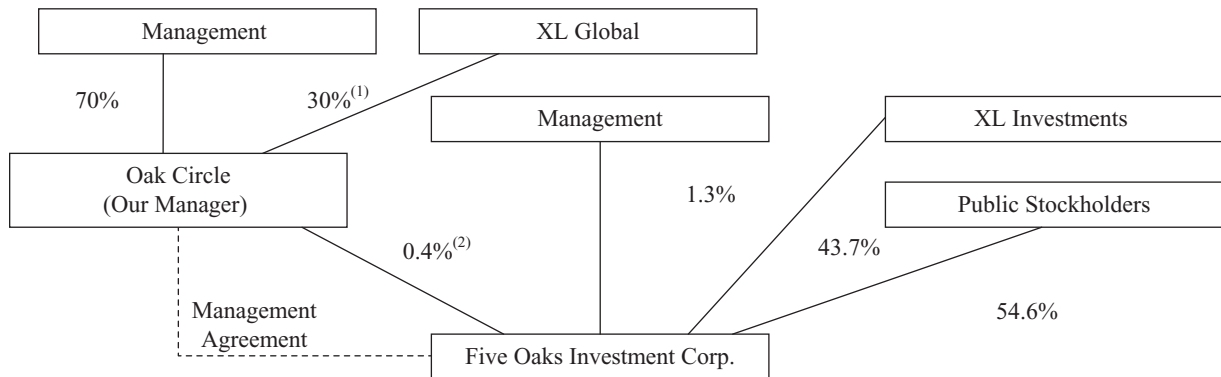 Management
XL Global
70%
30%(1)
Management
XL Investments
Oak Circle
(Our Manager)
1.3%
Public Stockholders
0.4%(2)
43.7%
54.6%
Management
Agreement
Five Oaks Investment Corp.